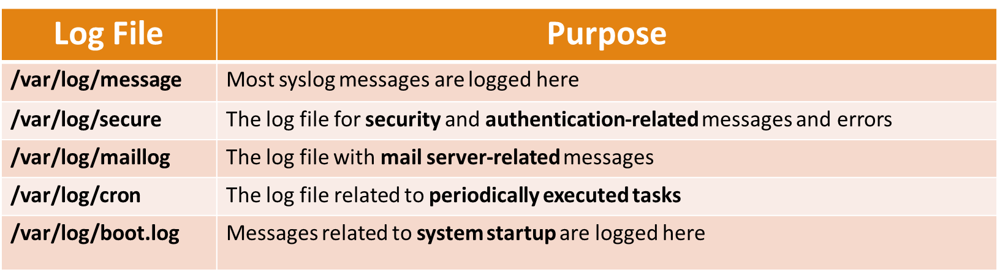 Log File Purpose
/var/log/message Most syslog messages are logged here
/var/log/secure The log file for security and authentication-related messages and errors
/var/log/maillog The log file with mail server-related messages
/var/log/cron The log file related to periodically executed tasks
/var/log/boot.log Messages related to system startup are logged here